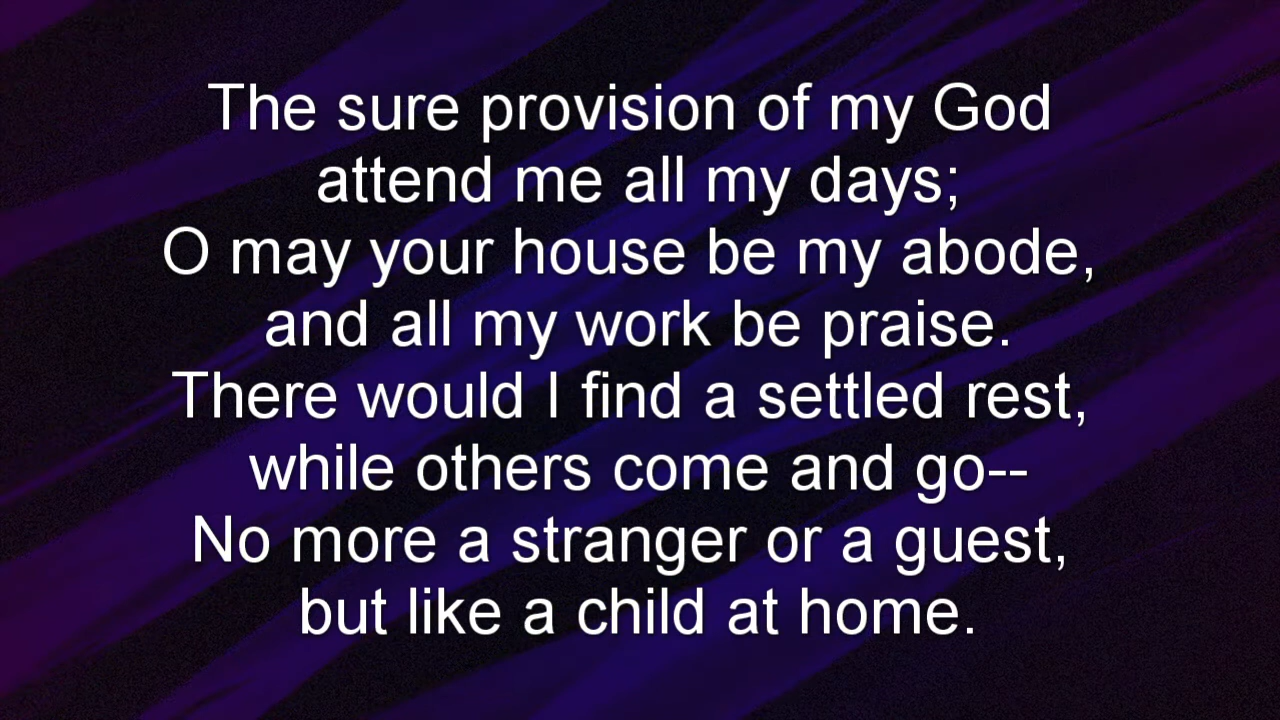 The sure provision of my God
attend me all my days;
O may your house be my abode,
and all my work be praise.
There would I find a settled rest,
while others come and go--
No more a stranger or a guest,
but like a child at home.